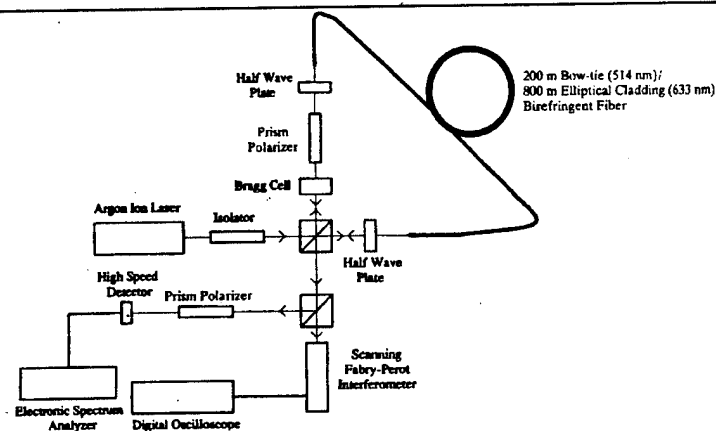 200 m Bow-tie (514 nm)/
800 m Elliptical Cladding (633 nm)
Birefringent Fiber
Half Wave
Plate
Prism
Polarizer
Bragg Cell
Argon Ion Laser
Isolator
Half Wave
Plate
High Speed
Detector
Prism Polarizer
Scanning
Fabry-Perot
Interferometer
Electronic Spectrum
Analyzer
Digital Oscilloscope